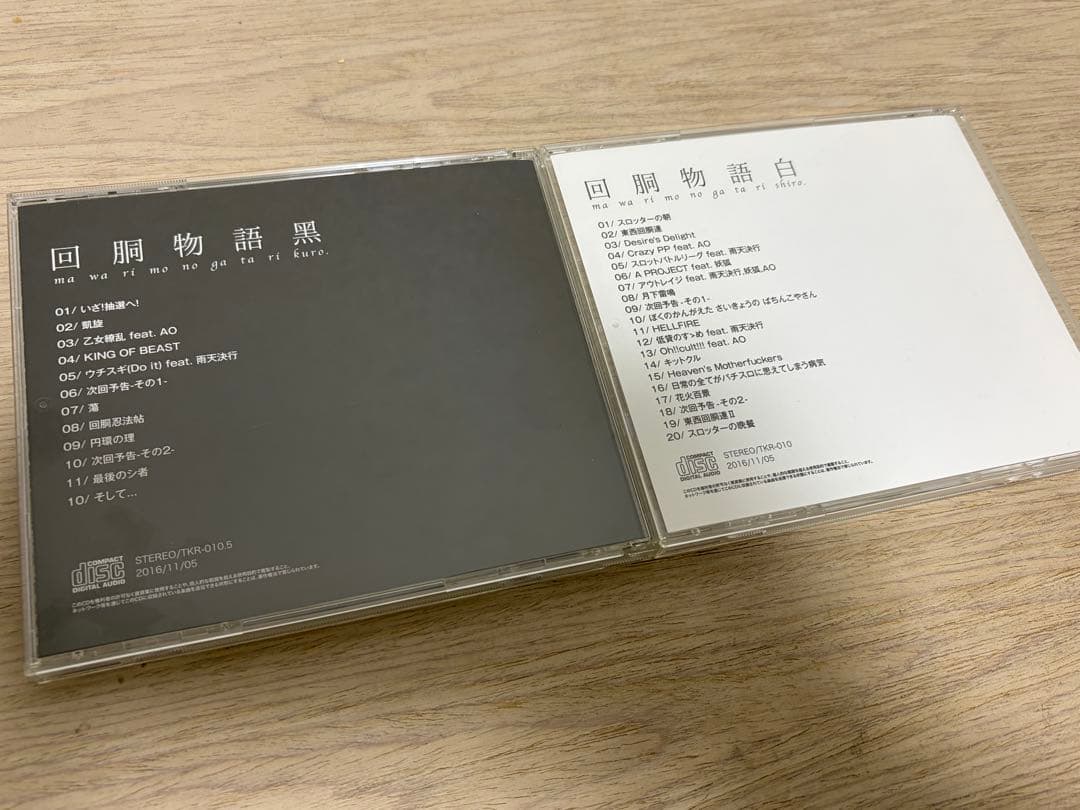 回胴物語黒
ma wa ri mo no ga ta ri kuro.
01/ いざ!抽選へ!
02/ 凱旋
03/ 乙女繚乱 feat. AO
04/ KING OF BEAST
05/ ウチスギ(Do it) feat. 雨天決行
06/ 次回予告-その1-
07/ 蕩
08/ 回胴忍法帖
09/ 円環の理
10/ 次回予告-その2-
11/ 最後のシ者
10/ そして…
COMPACT
disc
DIGITAL AUDIO
STEREO/TKR-010.5
2016/11/05
回胴物語白
ma wa ri mo no ga ta ri shiro.
01/ スロッターの朝
02/ 東西回胴連
03/ Desire's Delight
04/ Crazy PP feat. AO
05/ スロットバトルリーグ feat. 雨天決行
06/ A PROJECT feat. 妖狐
07/ アウトレイジ feat. 雨天決行,妖狐,AO
08/ 月下雷鳴
09/ 次回予告-その1-
10/ ぼくのかんがえた さいきょうの ぱちんこやさん
11/ HELLFIRE
12/ 低貸のすゝめ feat. 雨天決行
13/ Oh!!cult!!! feat. AO
14/ キットクル
15/ Heaven's Motherfuckers
16/ 日常の全てがパチスロに思えてしまう病気
17/ 花火百景
18/ 次回予告-その2-
19/ 東西回胴連Ⅱ
20/ スロッターの晩餐
COMPACT
disc
DIGITAL AUDIO
STEREO/TKR-010
2016/11/05